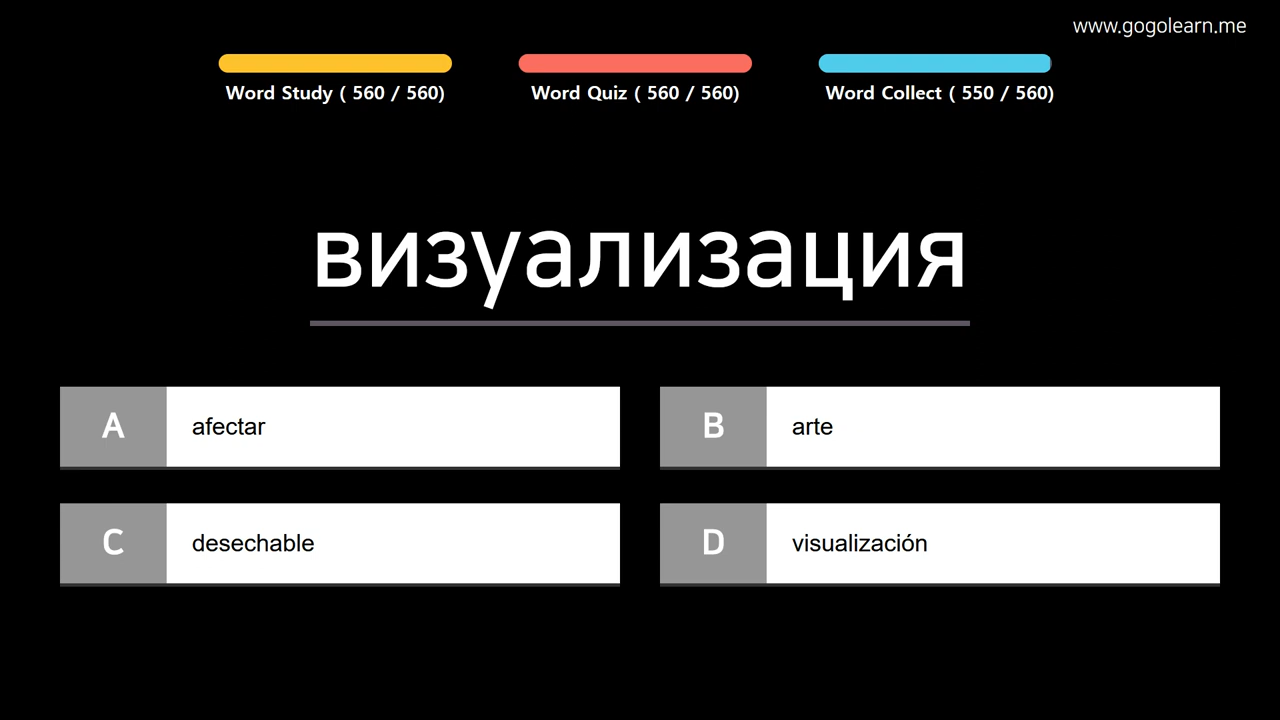 www.gogolearn.me
Word Study ( 560 / 560)
Word Quiz ( 560 / 560)
Word Collect ( 550 / 560)
визуализация
A afectar
B arte
C desechable
D visualización